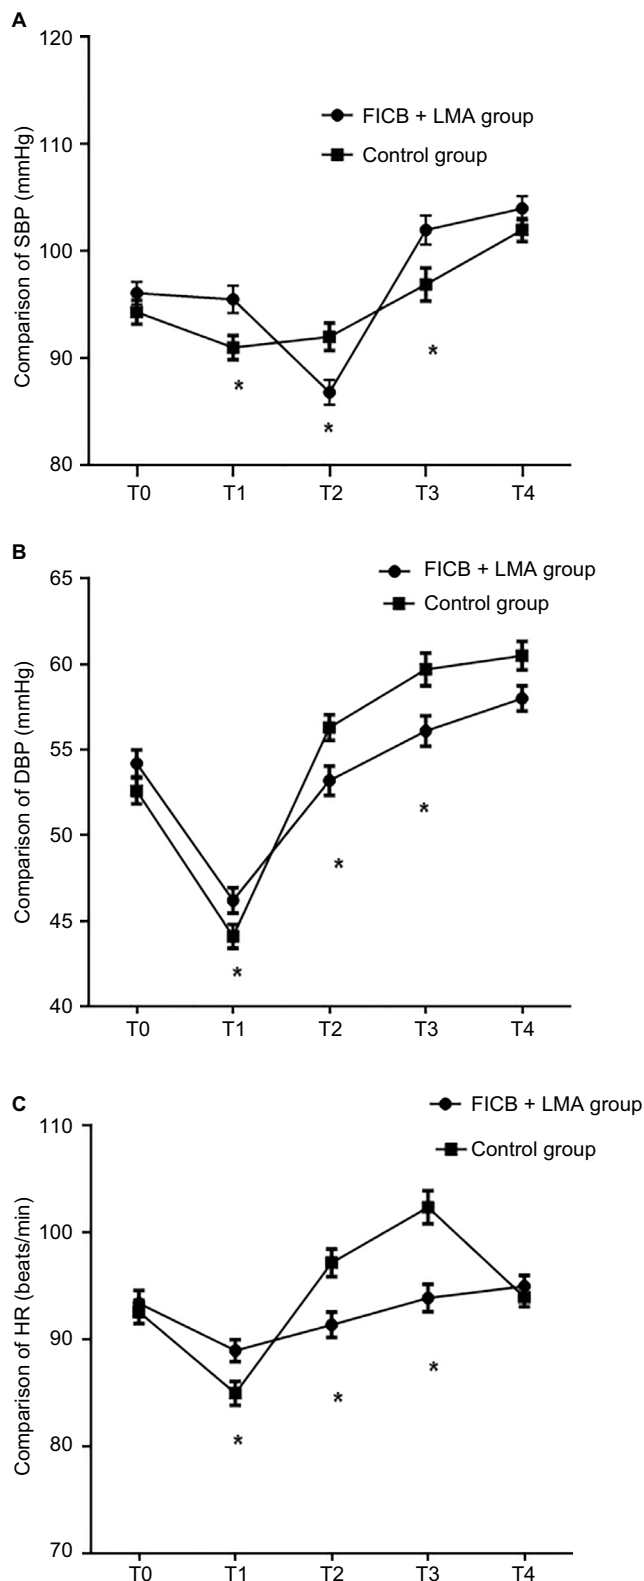 A
120
110
100
90
80
Comparison of SBP (mmHg)
FICB + LMA group
Control group
*
*
*
T0 T1 T2 T3 T4
B
65
60
55
50
45
40
Comparison of DBP (mmHg)
FICB + LMA group
Control group
*
*
*
T0 T1 T2 T3 T4
C
110
100
90
80
70
Comparison of HR (beats/min)
FICB + LMA group
Control group
*
*
*
T0 T1 T2 T3 T4